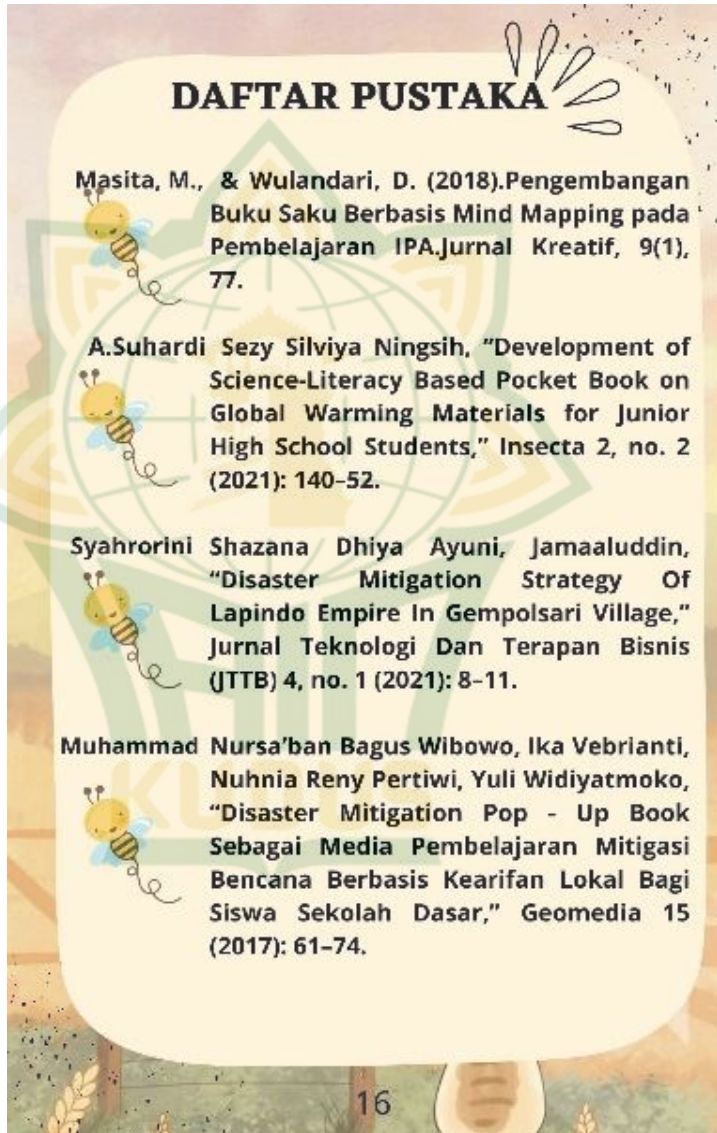 DAFTAR PUSTAKA
Masita, M., & Wulandari, D. (2018).Pengembangan
Buku Saku Berbasis Mind Mapping pada
Pembelajaran IPA.Jurnal Kreatif, 9(1),
77.
A.Suhardi Sezy Silviya Ningsih, "Development of
Science-Literacy Based Pocket Book on
Global Warming Materials for Junior
High School Students," Insecta 2, no. 2
(2021): 140–52.
Syahrorini Shazana Dhiya Ayuni, Jamaaluddin,
"Disaster Mitigation Strategy Of
Lapindo Empire In Gempolsari Village,"
Jurnal Teknologi Dan Terapan Bisnis
(JTTB) 4, no. 1 (2021): 8–11.
Muhammad Nursa'ban Bagus Wibowo, Ika Vebrianti,
Nuhnia Reny Pertiwi, Yuli Widiyatmoko,
"Disaster Mitigation Pop - Up Book
Sebagai Media Pembelajaran Mitigasi
Bencana Berbasis Kearifan Lokal Bagi
Siswa Sekolah Dasar," Geomedia 15
(2017): 61–74.
KUDUS
16